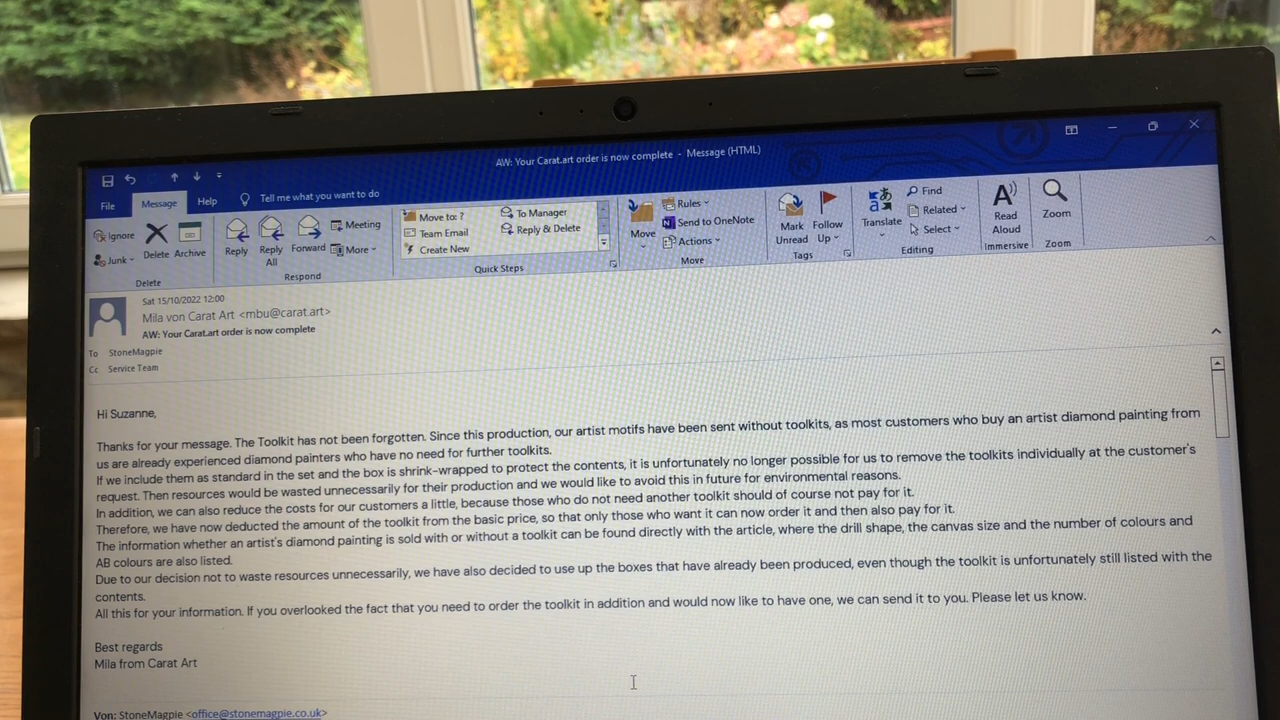 AW: Your Carat.art order is now complete - Message (HTML)
File Message Help Tell me what you want to do
Ignore
Junk
Delete
Archive
Delete
Reply
Reply All
Forward
Meeting
More
Respond
Move to: ?
Team Email
Create New
To Manager
Reply & Delete
Quick Steps
Move
Rules
Send to OneNote
Actions
Move
Mark Unread
Follow Up
Tags
Translate
Find
Related
Select
Editing
Read Aloud
Immersive
Zoom
Zoom
Sat 15/10/2022 12:00
Mila von Carat Art <mbu@carat.art>
AW: Your Carat.art order is now complete
To StoneMagpie
Cc Service Team
Hi Suzanne,
Thanks for your message. The Toolkit has not been forgotten. Since this production, our artist motifs have been sent without toolkits, as most customers who buy an artist diamond painting from
us are already experienced diamond painters who have no need for further toolkits.
If we include them as standard in the set and the box is shrink-wrapped to protect the contents, it is unfortunately no longer possible for us to remove the toolkits individually at the customer's
request. Then resources would be wasted unnecessarily for their production and we would like to avoid this in future for environmental reasons.
In addition, we can also reduce the costs for our customers a little, because those who do not need another toolkit should of course not pay for it.
Therefore, we have now deducted the amount of the toolkit from the basic price, so that only those who want it can now order it and then also pay for it.
The information whether an artist's diamond painting is sold with or without a toolkit can be found directly with the article, where the drill shape, the canvas size and the number of colours and
AB colours are also listed.
Due to our decision not to waste resources unnecessarily, we have also decided to use up the boxes that have already been produced, even though the toolkit is unfortunately still listed with the
contents.
All this for your information. If you overlooked the fact that you need to order the toolkit in addition and would now like to have one, we can send it to you. Please let us know.
Best regards
Mila from Carat Art
Von: StoneMagpie <office@stonemagpie.co.uk>